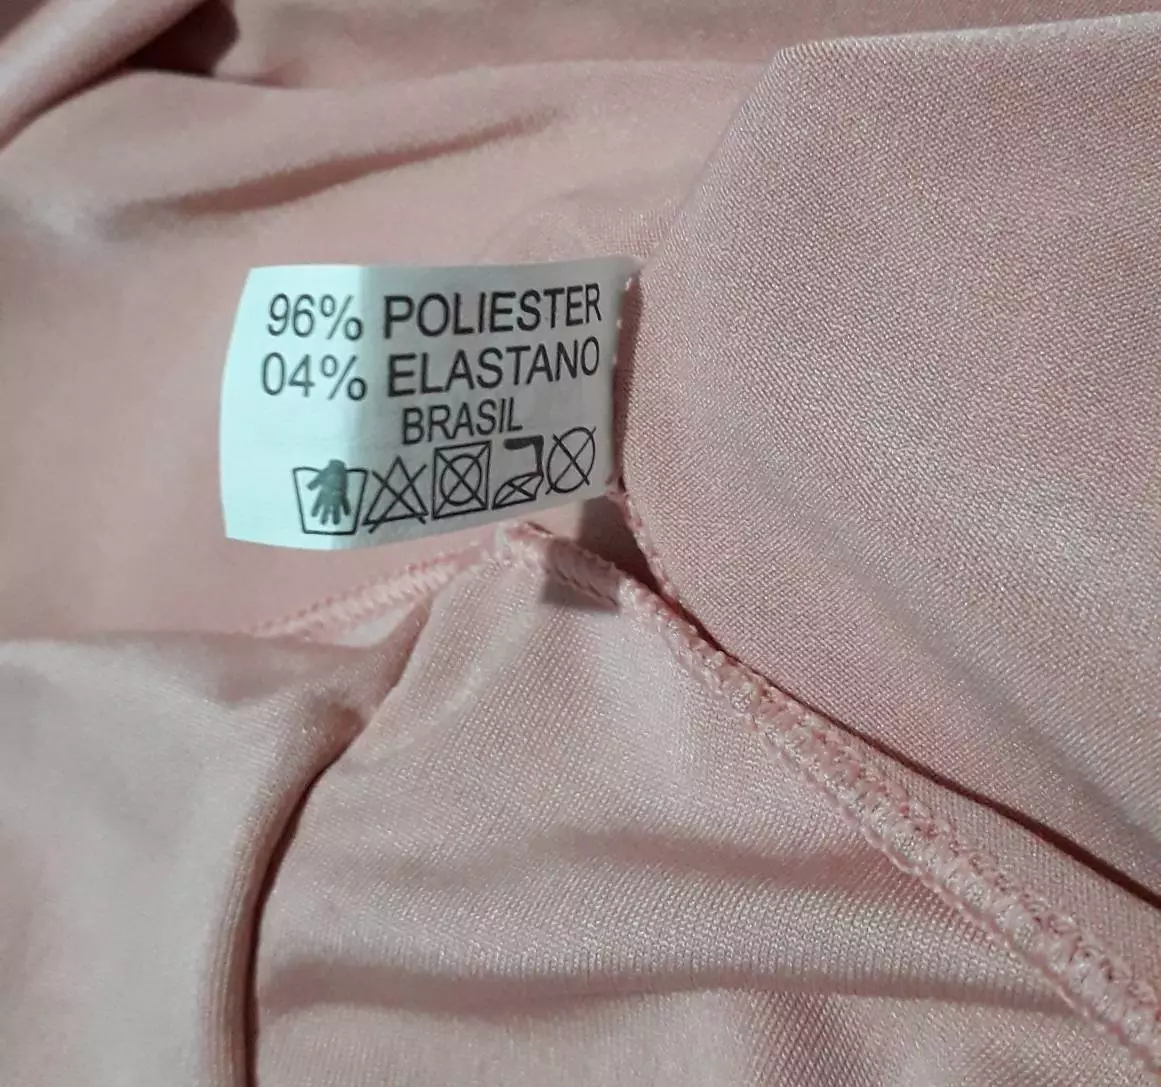 96% POLIESTER
04% ELASTANO
BRASIL